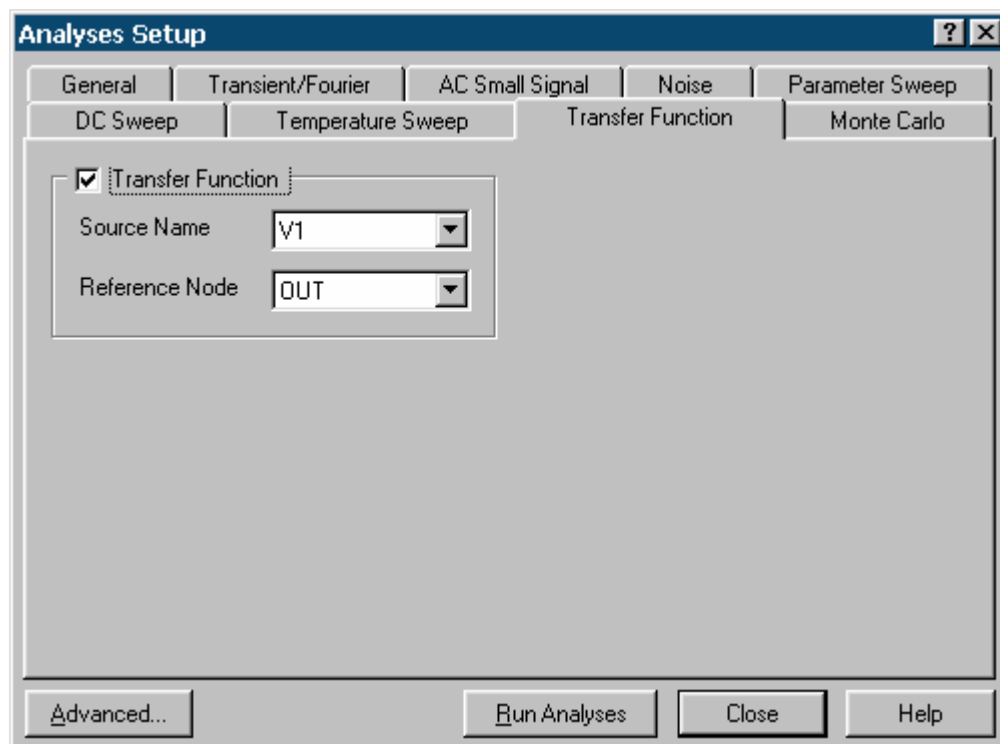 Analyses Setup
General Transient/Fourier AC Small Signal Noise Parameter Sweep
DC Sweep Temperature Sweep Transfer Function Monte Carlo
Transfer Function
Source Name V1
Reference Node OUT
Advanced... Run Analyses Close Help